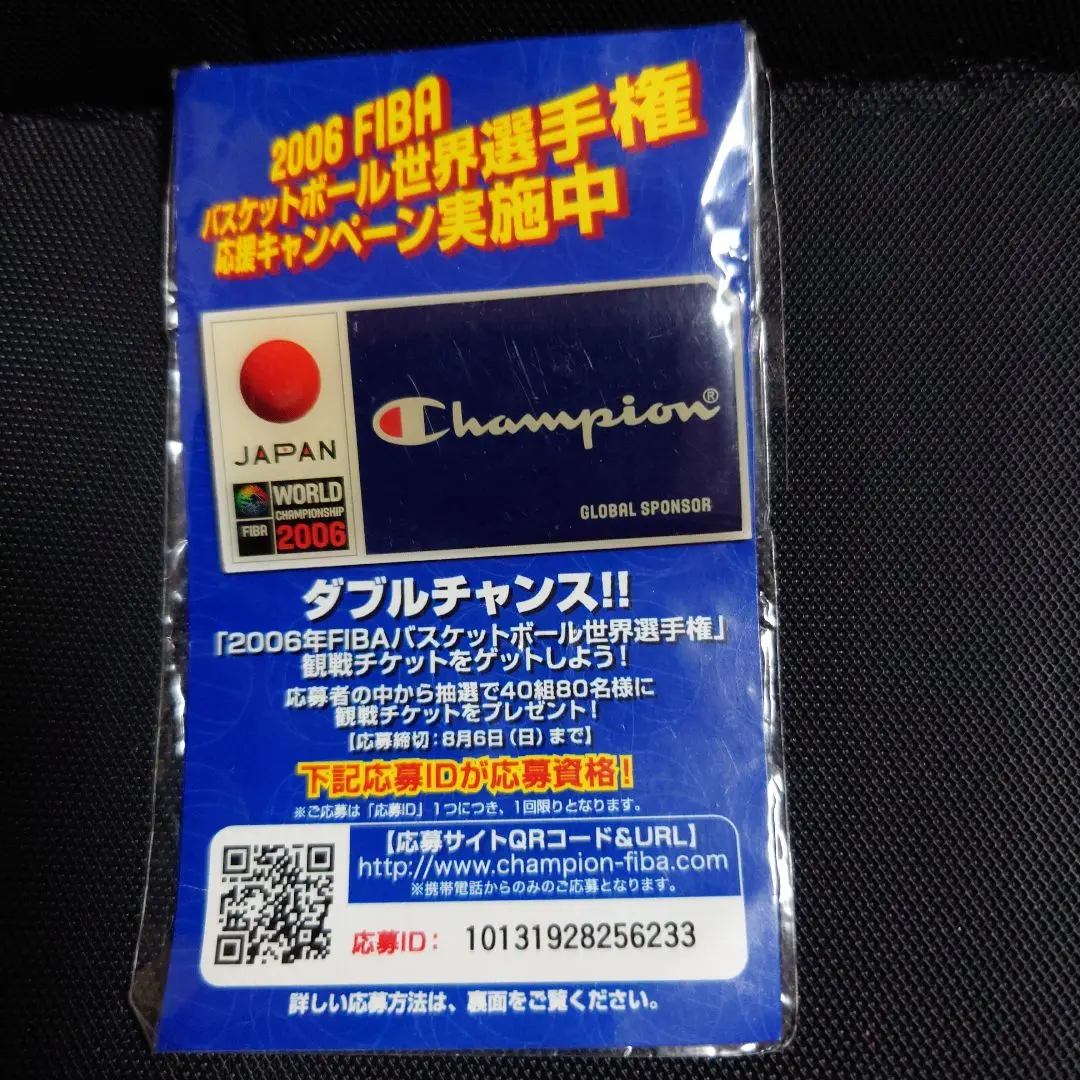 2006 FIBA
バスケットボール世界選手権
応援キャンペーン実施中
JAPAN
FIBA
WORLD
CHAMPIONSHIP
2006
Champion®
GLOBAL SPONSOR
ダブルチャンス!!
「2006年FIBAバスケットボール世界選手権」
観戦チケットをゲットしよう!
応募者の中から抽選で40組80名様に
観戦チケットをプレゼント!
【応募締切:8月6日(日)まで】
下記応募IDが応募資格!
※ご応募は「応募ID」1つにつき、1回限りとなります。
【応募サイトQRコード&URL】
http://www.champion-fiba.com
※携帯電話からのみのご応募となります。
応募ID: 10131928256233
詳しい応募方法は、裏面をご覧ください。